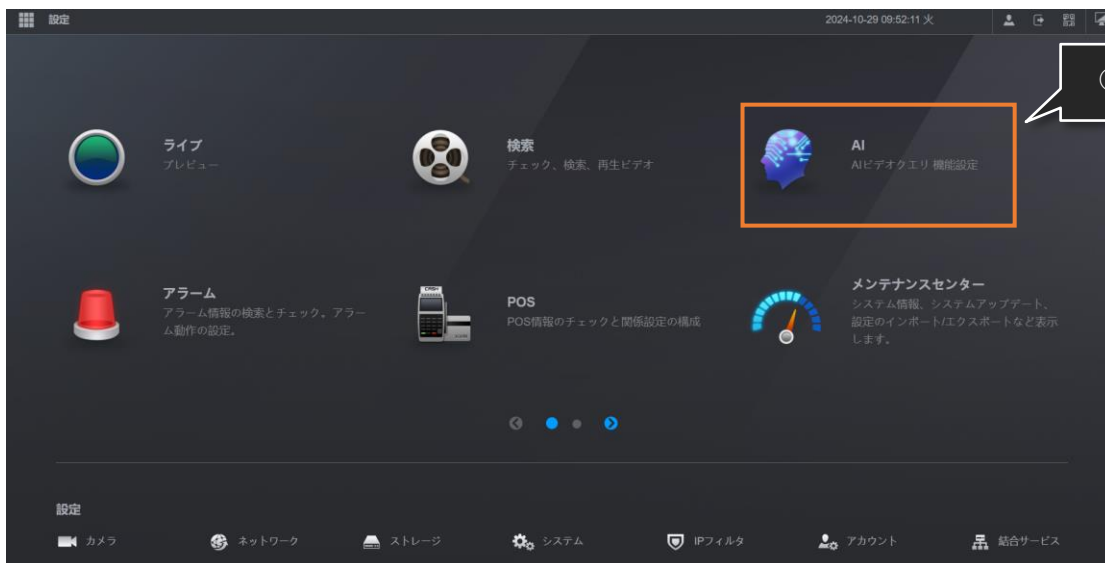 設定
2024-10-29 09:52:11 火
ライブ
プレビュー
検索
チェック、検索、再生ビデオ
AI
AIビデオクエリ 機能設定
アラーム
アラーム情報の検索とチェック。アラー
ム動作の設定。
POS
POS情報のチェックと関係設定の構成
メンテナンスセンター
システム情報、システムアップデート、
設定のインポート/エクスポートなど表示
します。
設定
カメラ
ネットワーク
ストレージ
システム
IPフィルタ
アカウント
結合サービス